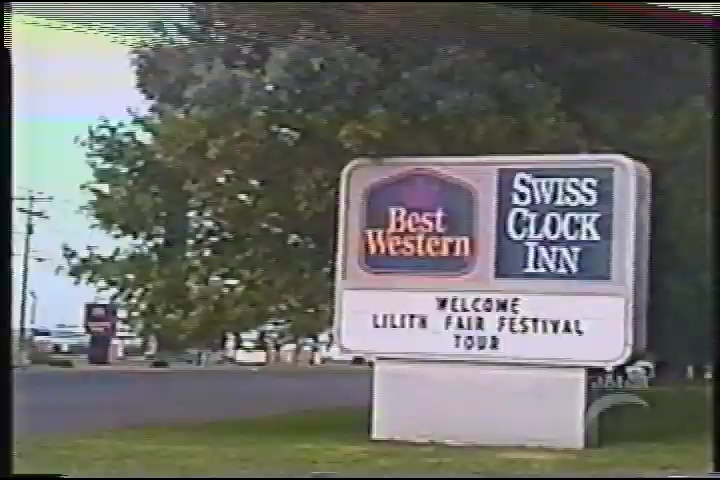 Best
Western
SWISS
CLOCK
INN
WELCOME
LILITH FAIR FESTIVAL
TOUR